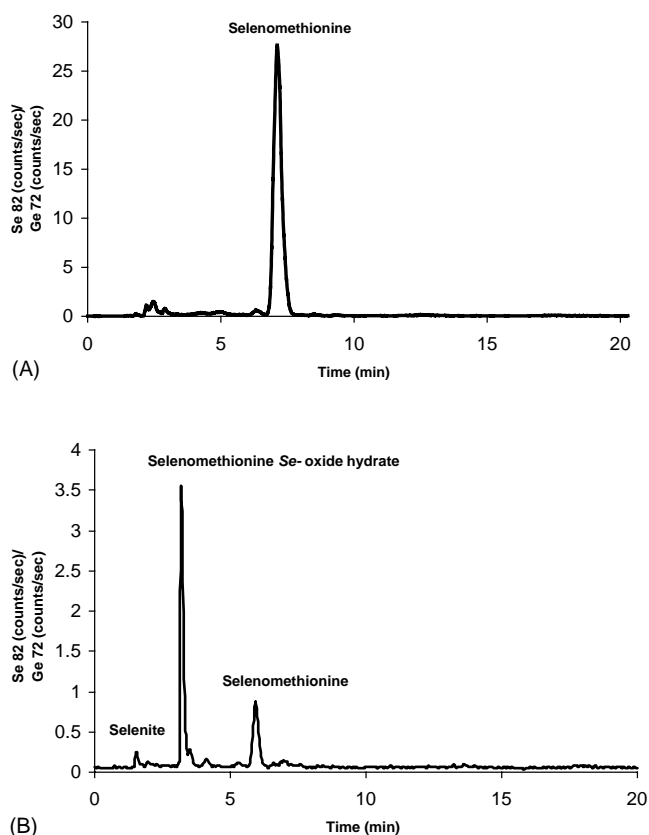 Selenomethionine
30
25
20
15
10
5
0
Se 82 (counts/sec)/
Ge 72 (counts/sec)
0 5 10 15 20
Time (min)
(A)
Selenomethionine Se- oxide hydrate
Selenomethionine
Selenite
4
3.5
3
2.5
2
1.5
1
0.5
0
Se 82 (counts/sec)/
Ge 72 (counts/sec)
0 5 10 15 20
Time (min)
(B)